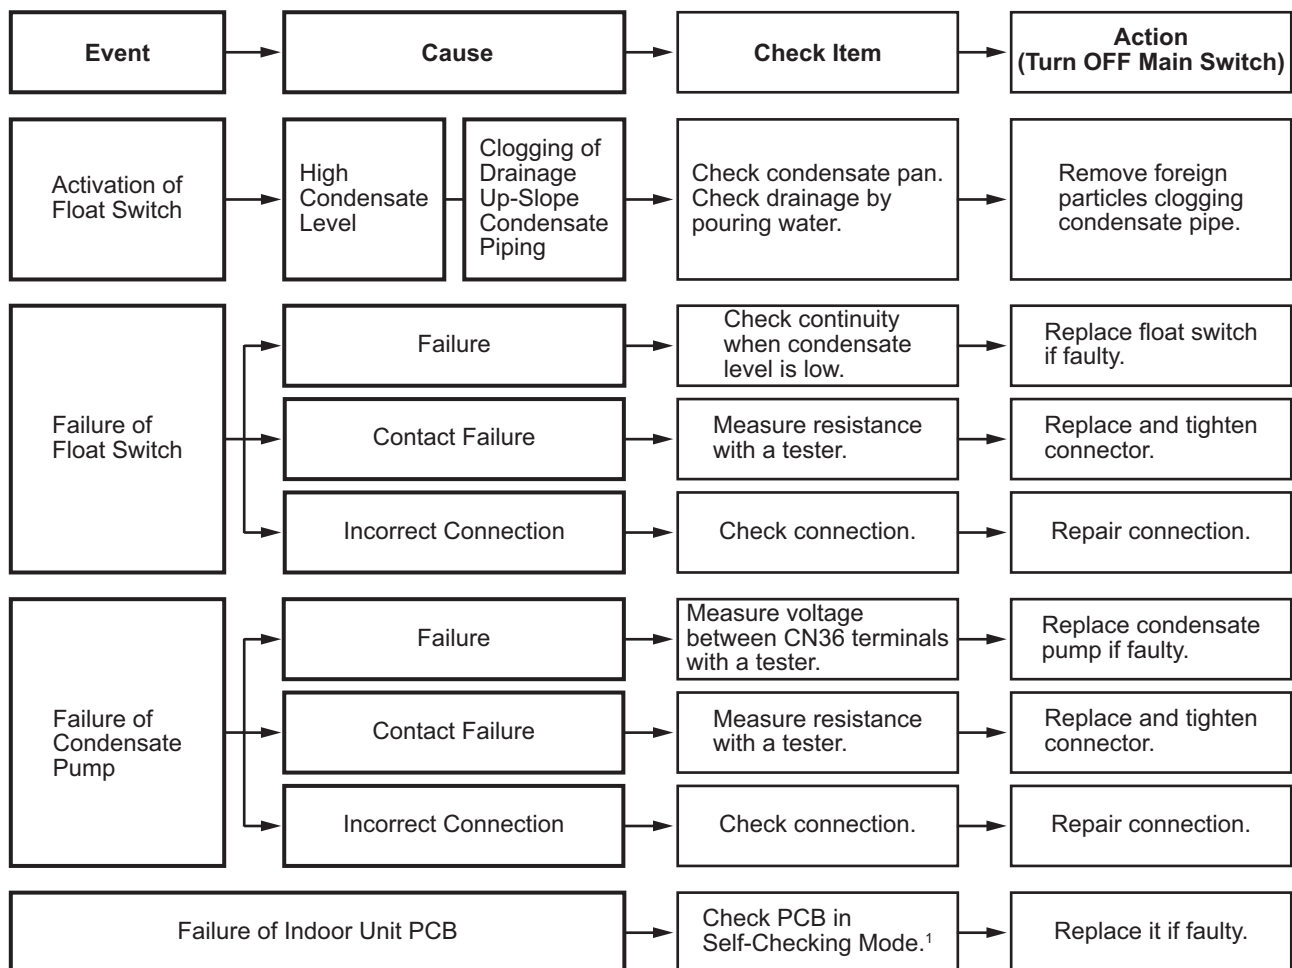 Event
Cause
Check Item
Action
(Turn OFF Main Switch)
Activation of
Float Switch
High
Condensate
Level
Clogging of
Drainage
Up-Slope
Condensate
Piping
Check condensate pan.
Check drainage by
pouring water.
Remove foreign
particles clogging
condensate pipe.
Failure of
Float Switch
Failure
Check continuity
when condensate
level is low.
Replace float switch
if faulty.
Contact Failure
Measure resistance
with a tester.
Replace and tighten
connector.
Incorrect Connection
Check connection.
Repair connection.
Failure of
Condensate
Pump
Failure
Measure voltage
between CN36 terminals
with a tester.
Replace condensate
pump if faulty.
Contact Failure
Measure resistance
with a tester.
Replace and tighten
connector.
Incorrect Connection
Check connection.
Repair connection.
Failure of Indoor Unit PCB
Check PCB in
Self-Checking Mode.¹
Replace it if faulty.